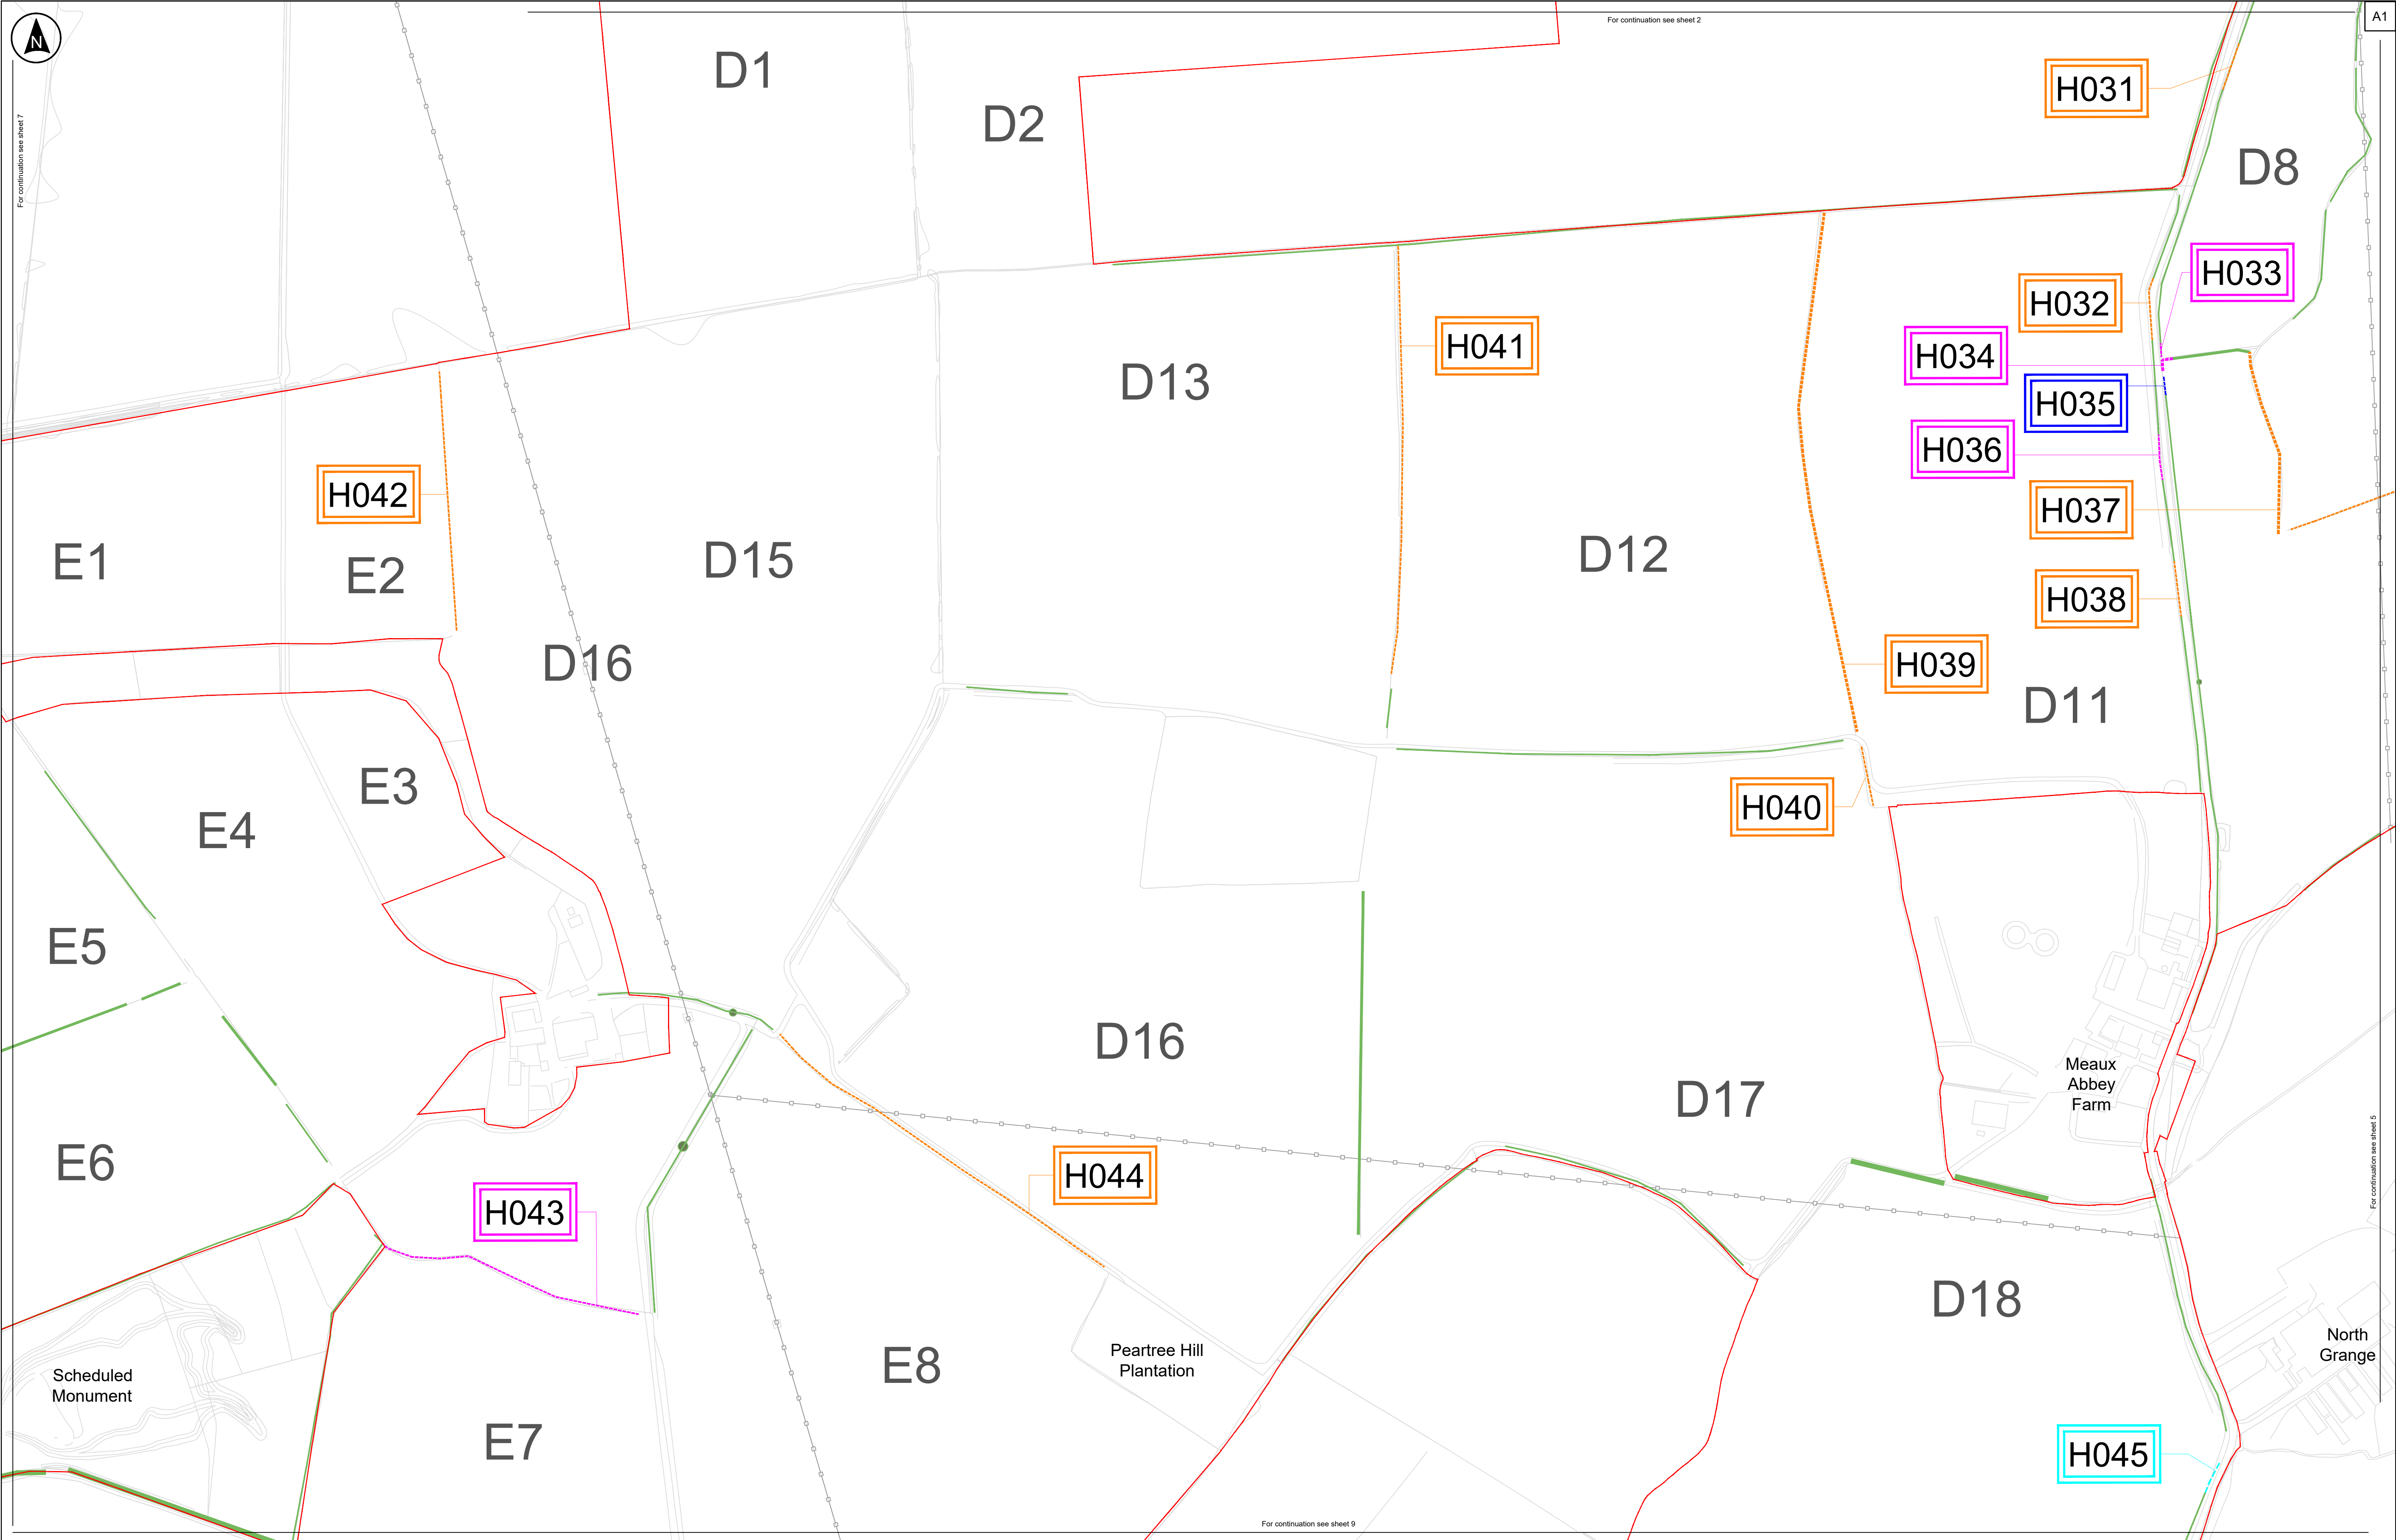 For continuation see sheet 2
A1
N
For continuation see sheet 7
D1
D2
H031
D8
H033
H032
H034
H035
H036
H041
D13
H042
E1
E2
D15
D12
H037
H038
D16
H039
D11
E3
E4
H040
E5
D16
D17
Meaux
Abbey
Farm
E6
H043
H044
For continuation see sheet 5
D18
Scheduled
Monument
E8
Peartree Hill
Plantation
North
Grange
E7
H045
For continuation see sheet 9